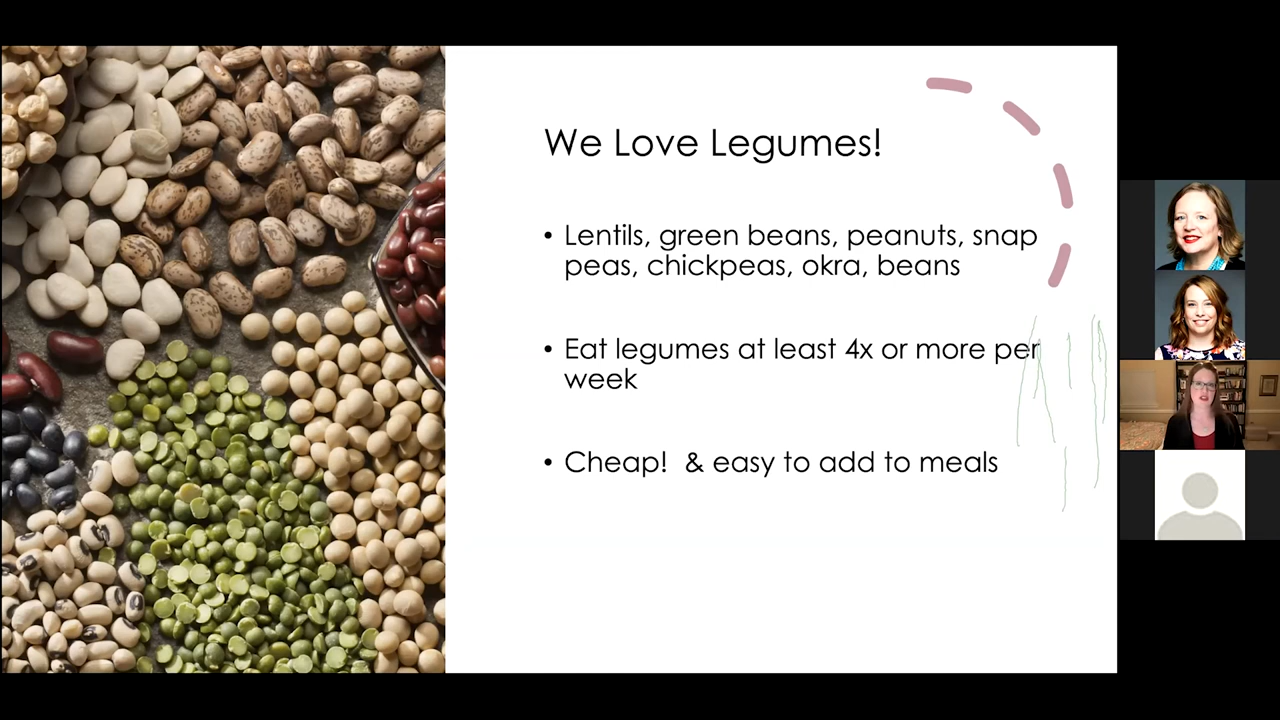 We Love Legumes!
• Lentils, green beans, peanuts, snap
peas, chickpeas, okra, beans
• Eat legumes at least 4x or more per
week
• Cheap!  & easy to add to meals